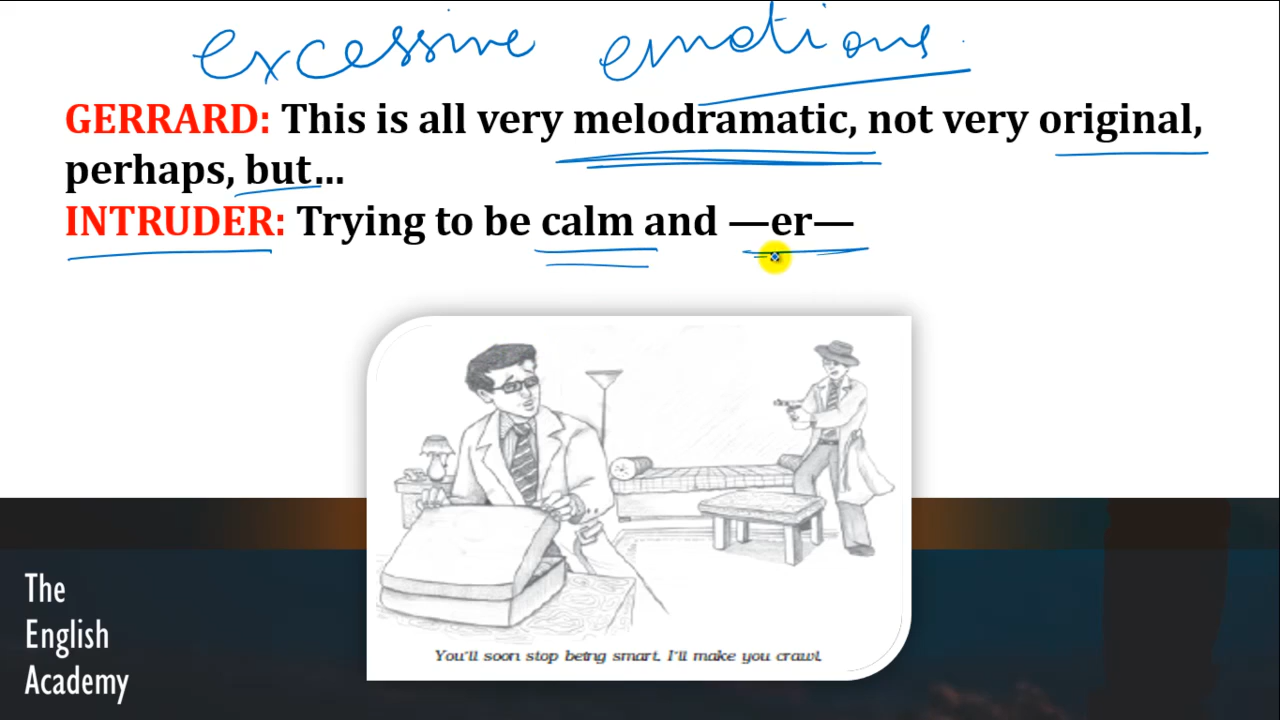 excessive emotions.
GERRARD: This is all very melodramatic, not very original,
perhaps, but...
INTRUDER: Trying to be calm and —er—
You'll soon stop being smart. I'll make you crawl.
The
English
Academy